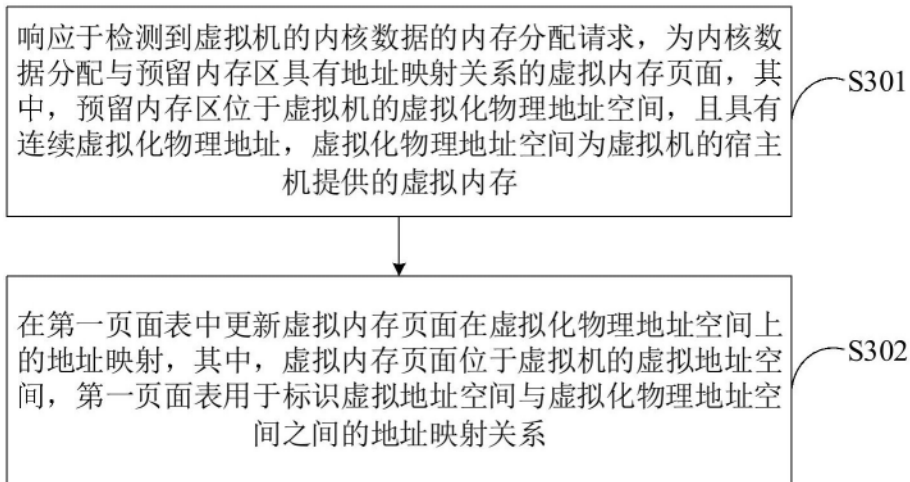 响应于检测到虚拟机的内核数据的内存分配请求，为内核数
据分配与预留内存区具有地址映射关系的虚拟内存页面，其
中，预留内存区位于虚拟机的虚拟化物理地址空间，且具有
连续虚拟化物理地址，虚拟化物理地址空间为虚拟机的宿主
机提供的虚拟内存
S301
在第一页面表中更新虚拟内存页面在虚拟化物理地址空间上
的地址映射，其中，虚拟内存页面位于虚拟机的虚拟地址空
间，第一页面表用于标识虚拟地址空间与虚拟化物理地址空
间之间的地址映射关系
S302